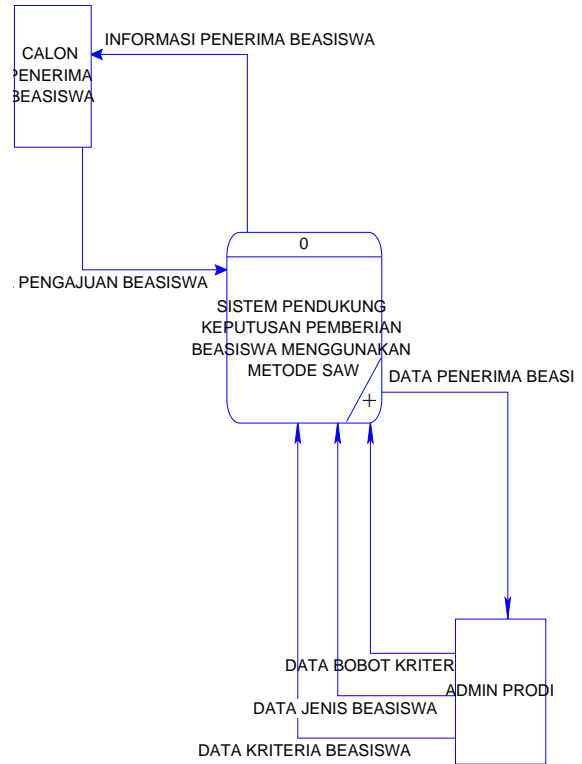 INFORMASI PENERIMA BEASISWA
CALON
PENERIMA
BEASISWA
PENGAJUAN BEASISWA
0
SISTEM PENDUKUNG
KEPUTUSAN PEMBERIAN
BEASISWA MENGGUNAKAN
METODE SAW
+
DATA PENERIMA BEASI
DATA BOBOT KRITER
ADMIN PRODI
DATA JENIS BEASISWA
DATA KRITERIA BEASISWA